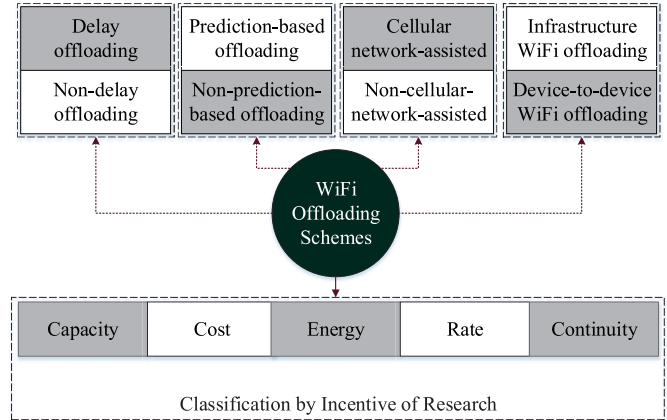 Delay
offloading
Non-delay
offloading
Prediction-based
offloading
Non-prediction-
based offloading
Cellular
network-assisted
Non-cellular-
network-assisted
Infrastructure
WiFi offloading
Device-to-device
WiFi offloading
WiFi
Offloading
Schemes
Capacity
Cost
Energy
Rate
Continuity
Classification by Incentive of Research